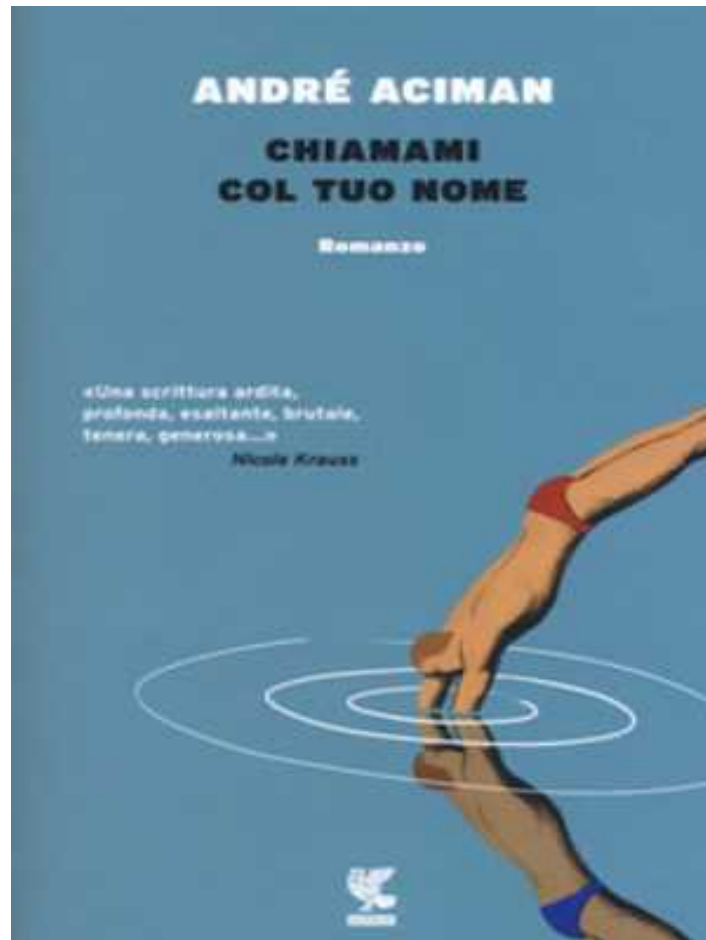 ANDRÉ ACIMAN
CHIAMAMI
COL TUO NOME
Romanzo
«Una scrittura ardita,
profonda, esaltante, brutale,
tenera, generosa...»
Nicole Krauss